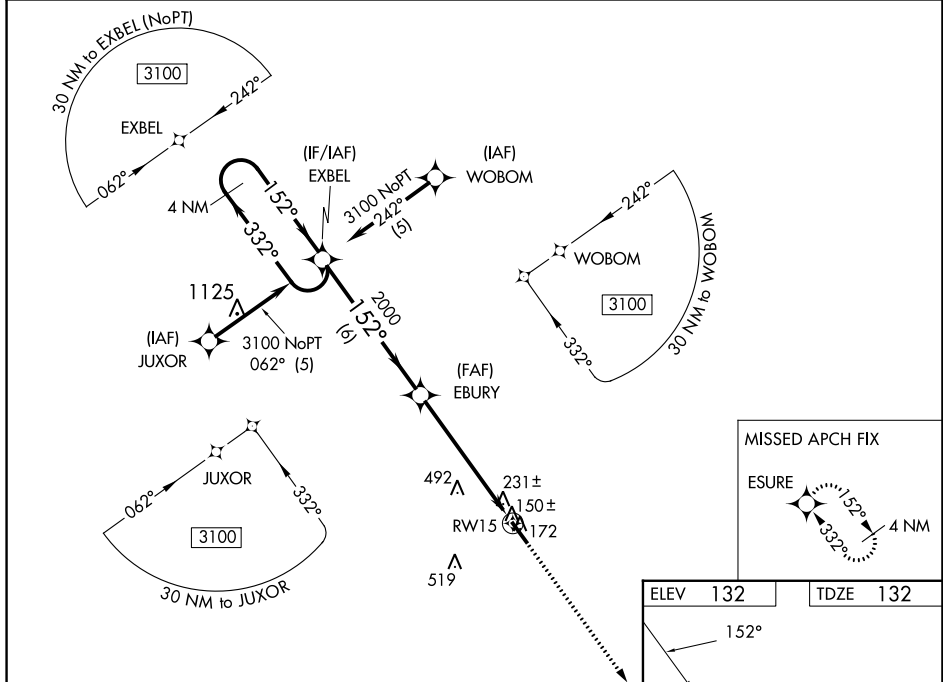 30 NM to EXBEL (NoPT)
3100
242°
EXBEL
062°
(IF/IAF)
EXBEL
(IAF)
WOBOM
4 NM
152°
332°
3100 NoPT
242°
(5)
1125
(IAF)
JUXOR
3100 NoPT
062° (5)
2000
152°
(6)
242°
WOBOM
3100
332°
30 NM to WOBOM
(FAF)
EBURY
062°
JUXOR
332°
3100
30 NM to JUXOR
492
231±
150±
RW15
172
519
MISSED APCH FIX
ESURE
152°
332°
4 NM
ELEV 132
TDZE 132
152°